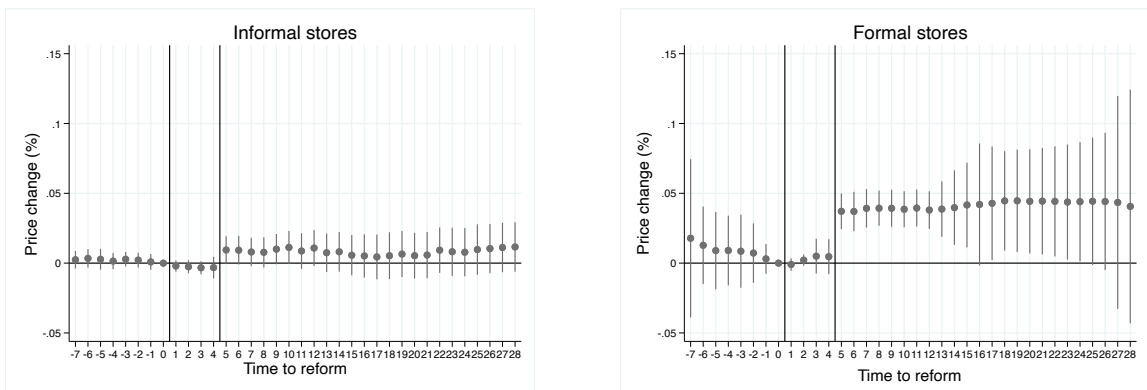 Informal stores
.15
.1
.05
0
-.05
Price change (%)
-7 -6 -5 -4 -3 -2 -1 0 1 2 3 4 5 6 7 8 9 10 11 12 13 14 15 16 17 18 19 20 21 22 23 24 25 26 27 28
Time to reform
Formal stores
.15
.1
.05
0
-.05
Price change (%)
-7 -6 -5 -4 -3 -2 -1 0 1 2 3 4 5 6 7 8 9 10 11 12 13 14 15 16 17 18 19 20 21 22 23 24 25 26 27 28
Time to reform